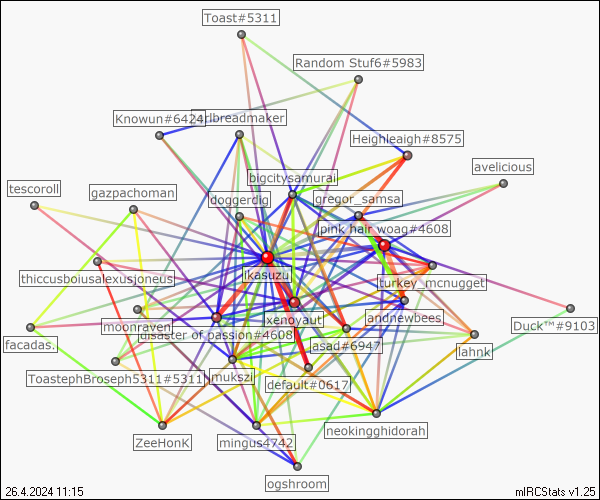 Toast#5311
Random Stuf6#5983
Knowun#6424
rlbreadmaker
Heighleaigh#8575
bigcitysamurai
avelicious
tescoroll
gazpachoman
doggerdig
gregor_samsa
pink hair woag#4608
ikasuzu
thiccusboiusalexusjoneus
turkey_mcnugget
xenoyaut
andnewbees
moonraven
disaster of passion#4608
Duck™#9103
facadas.
asad#6947
lahnk
ToastephBroseph5311#5311
mukszi
default#0617
ZeeHonK
mingus4742
neokingghidorah
ogshroom
26.4.2024 11:15
mIRCStats v1.25